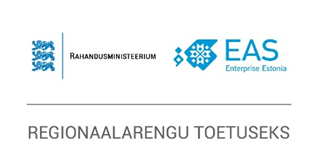 RAHANDUSMINISTEERIUM
EAS
Enterprise Estonia
REGIONAALARENGU TOETUSEKS